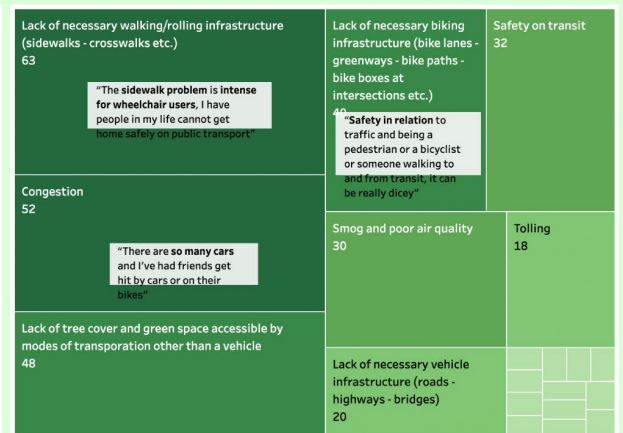 Lack of necessary walking/rolling infrastructure
(sidewalks - crosswalks etc.)
63
“The sidewalk problem is intense
for wheelchair users, I have
people in my life cannot get
home safely on public transport”
Congestion
52
“There are so many cars
and I’ve had friends get
hit by cars or on their
bikes”
Lack of tree cover and green space accessible by
modes of transporation other than a vehicle
48
Lack of necessary biking
infrastructure (bike lanes -
greenways - bike paths -
bike boxes at
intersections etc.)
“Safety in relation to
traffic and being a
pedestrian or a bicyclist
or someone walking to
and from transit, it can
be really dicey”
Safety on transit
32
Smog and poor air quality
30
Tolling
18
Lack of necessary vehicle
infrastructure (roads -
highways - bridges)
20